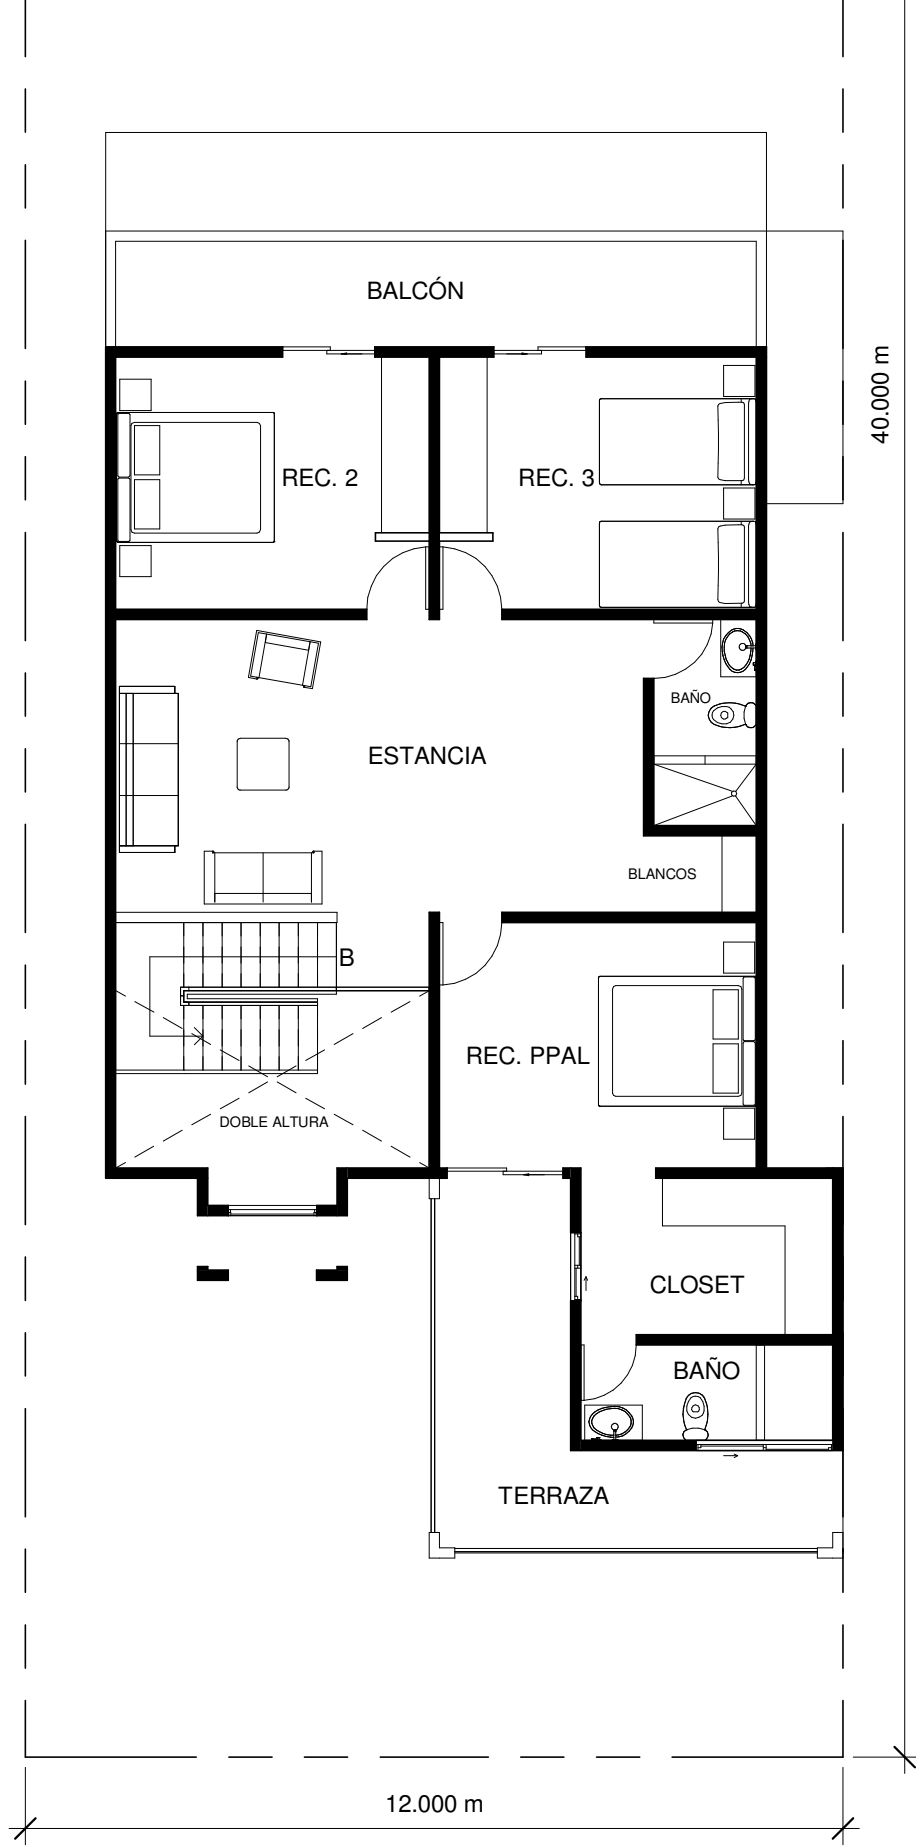 BALCÓN
40.000 m
REC. 2
REC. 3
BAÑO
ESTANCIA
BLANCOS
B
REC. PPAL
DOBLE ALTURA
CLOSET
BAÑO
TERRAZA
12.000 m